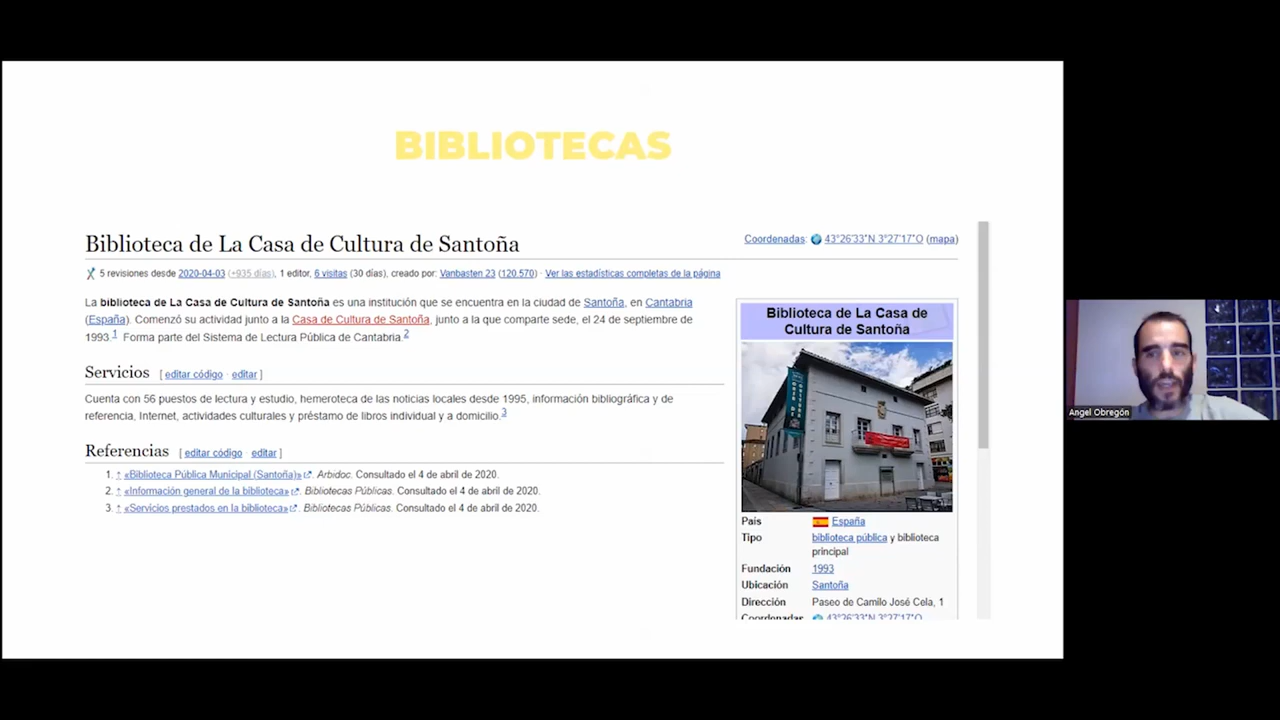 BIBLIOTECAS
Biblioteca de La Casa de Cultura de Santoña
Coordenadas: 43°26′33″N 3°27′17″O (mapa)
5 revisiones desde 2020-04-03 (+935 días), 1 editor, 6 visitas (30 días), creado por: Vanbasten 23 (120.570) · Ver las estadísticas completas de la página
La biblioteca de La Casa de Cultura de Santoña es una institución que se encuentra en la ciudad de Santoña, en Cantabria
(España). Comenzó su actividad junto a la Casa de Cultura de Santoña, junto a la que comparte sede, el 24 de septiembre de
1993.1 Forma parte del Sistema de Lectura Pública de Cantabria.2
Servicios [ editar código · editar ]
Cuenta con 56 puestos de lectura y estudio, hemeroteca de las noticias locales desde 1995, información bibliográfica y de
referencia, Internet, actividades culturales y préstamo de libros individual y a domicilio.3
Referencias [ editar código · editar ]
1. ↑ «Biblioteca Pública Municipal (Santoña)». Arbidoc. Consultado el 4 de abril de 2020.
2. ↑ «Información general de la biblioteca». Bibliotecas Públicas. Consultado el 4 de abril de 2020.
3. ↑ «Servicios prestados en la biblioteca». Bibliotecas Públicas. Consultado el 4 de abril de 2020.
Biblioteca de La Casa de
Cultura de Santoña
País España
Tipo biblioteca pública y biblioteca
principal
Fundación 1993
Ubicación Santoña
Dirección Paseo de Camilo José Cela, 1
Coordenadas 43°26′33″N 3°27′17″O
Angel Obregón